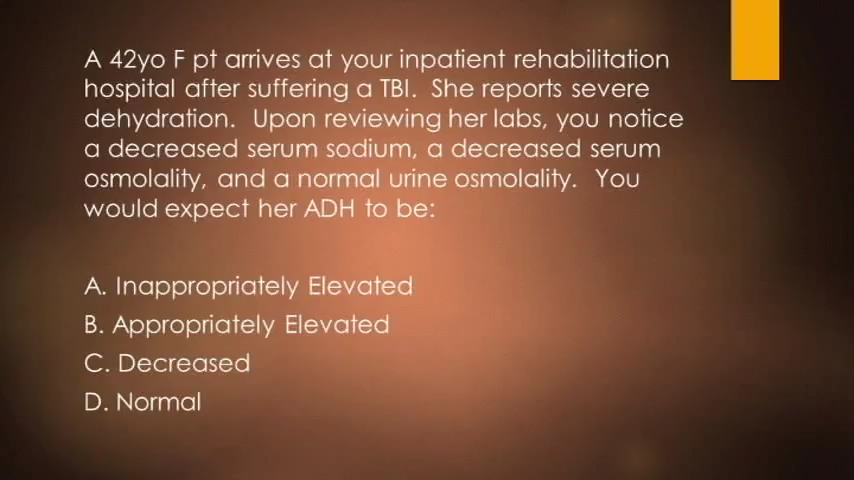 A 42yo F pt arrives at your inpatient rehabilitation
hospital after suffering a TBI. She reports severe
dehydration. Upon reviewing her labs, you notice
a decreased serum sodium, a decreased serum
osmolality, and a normal urine osmolality. You
would expect her ADH to be:
A. Inappropriately Elevated
B. Appropriately Elevated
C. Decreased
D. Normal